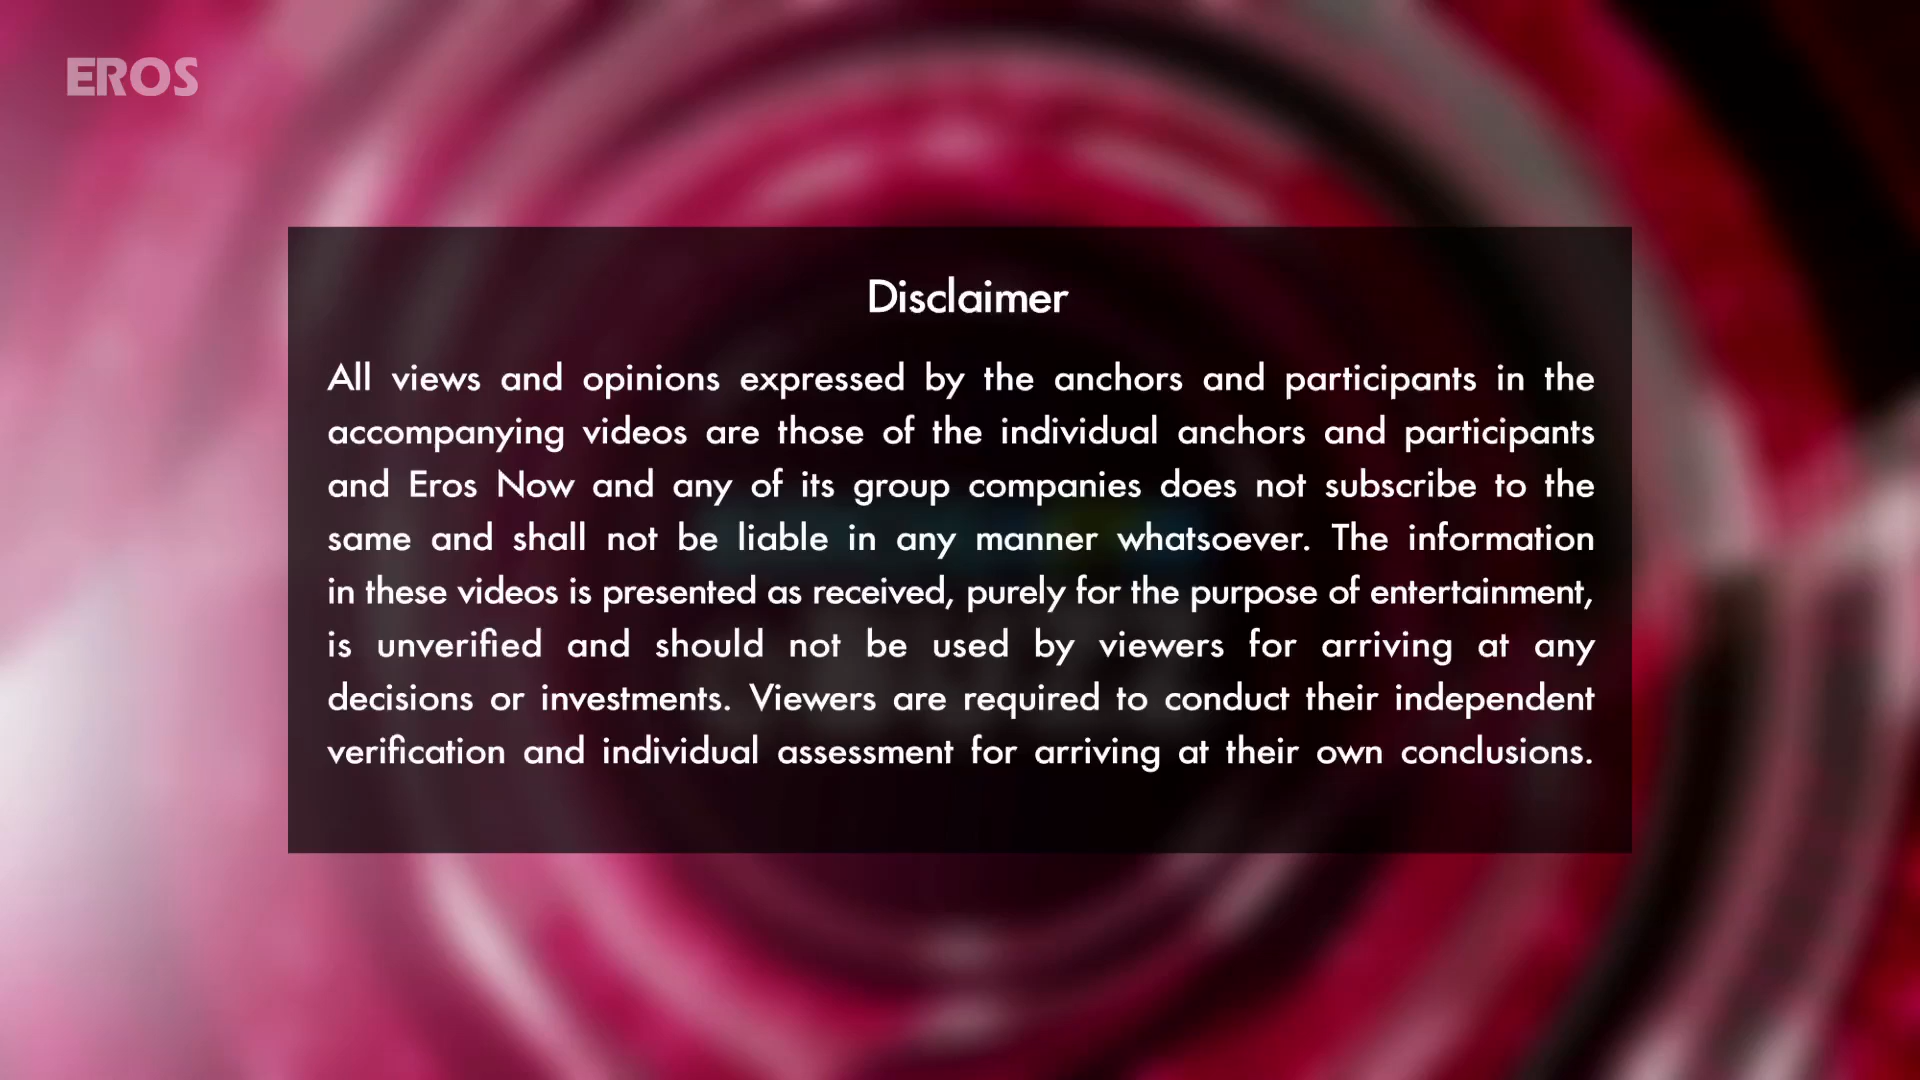 EROS
Disclaimer
All views and opinions expressed by the anchors and participants in the
accompanying videos are those of the individual anchors and participants
and Eros Now and any of its group companies does not subscribe to the
same and shall not be liable in any manner whatsoever. The information
in these videos is presented as received, purely for the purpose of entertainment,
is unverified and should not be used by viewers for arriving at any
decisions or investments. Viewers are required to conduct their independent
verification and individual assessment for arriving at their own conclusions.